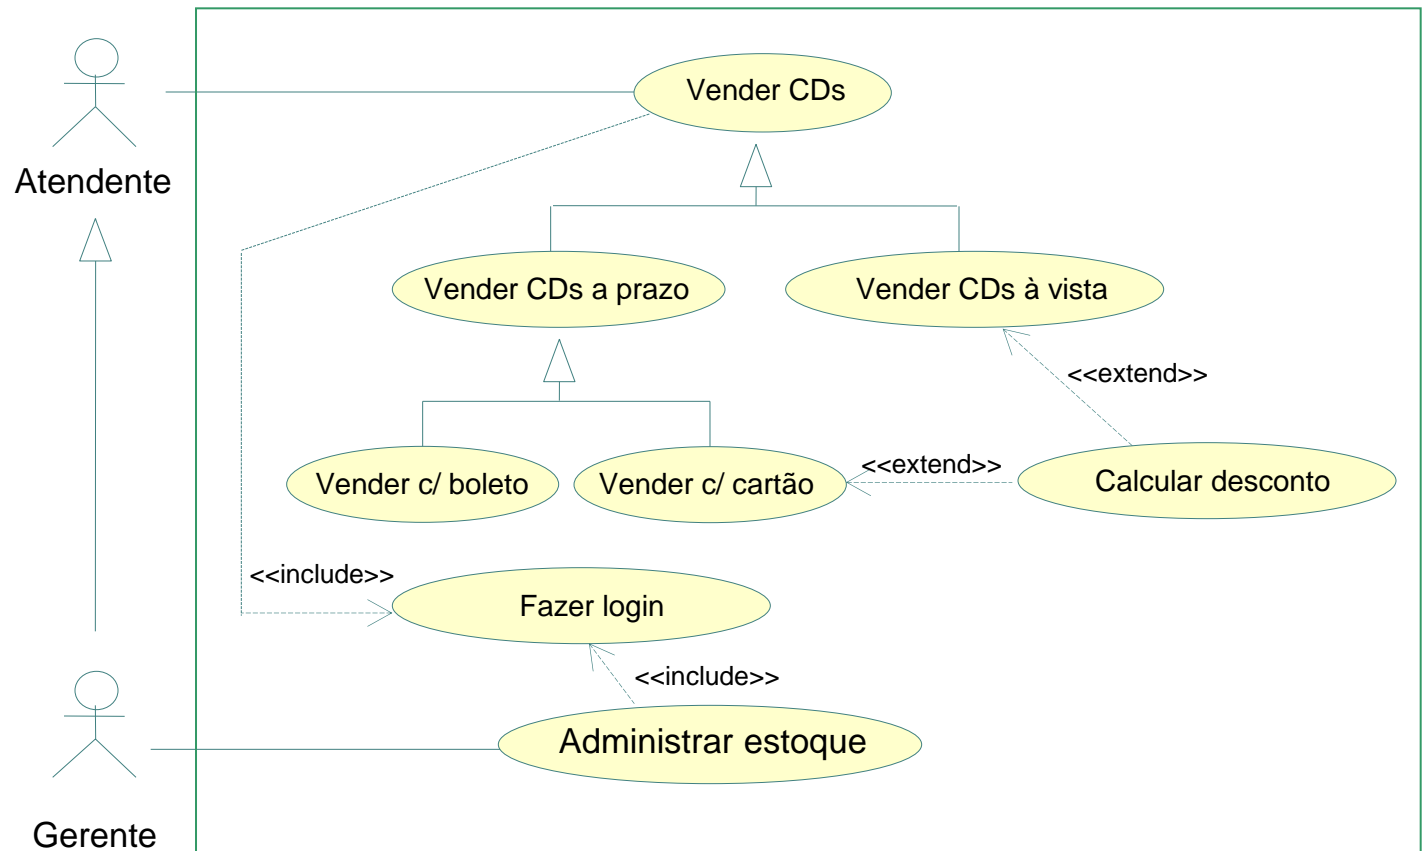 Vender CDs
Atendente
Vender CDs a prazo
Vender CDs à vista
<<extend>>
Vender c/ boleto
Vender c/ cartão
<<extend>>
Calcular desconto
<<include>>
Fazer login
<<include>>
Administrar estoque
Gerente